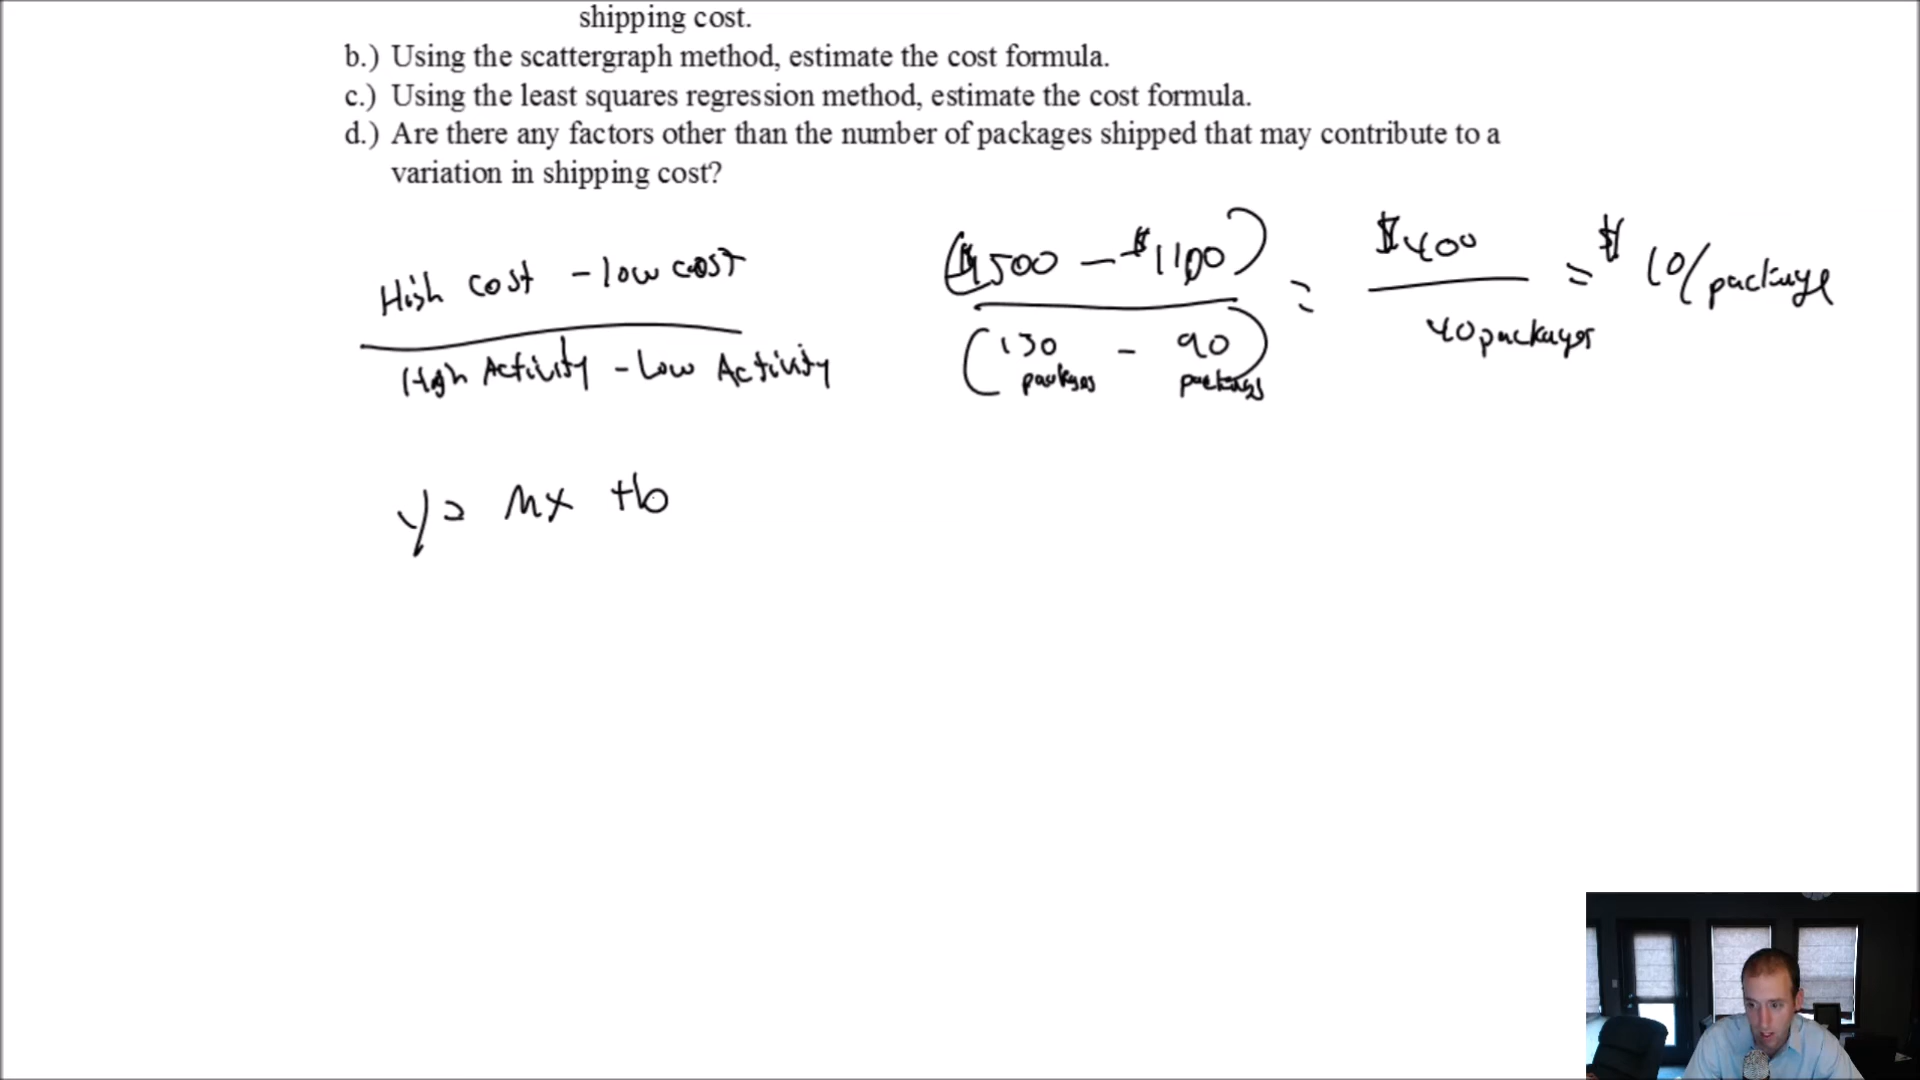 shipping cost.
b.) Using the scattergraph method, estimate the cost formula.
c.) Using the least squares regression method, estimate the cost formula.
d.) Are there any factors other than the number of packages shipped that may contribute to a
variation in shipping cost?
High cost - low cost
High Activity - Low Activity
($1500 - $1100)
(130 packages - 90 packages)
=
$400
40 packages
= $10/package
y = mx + b